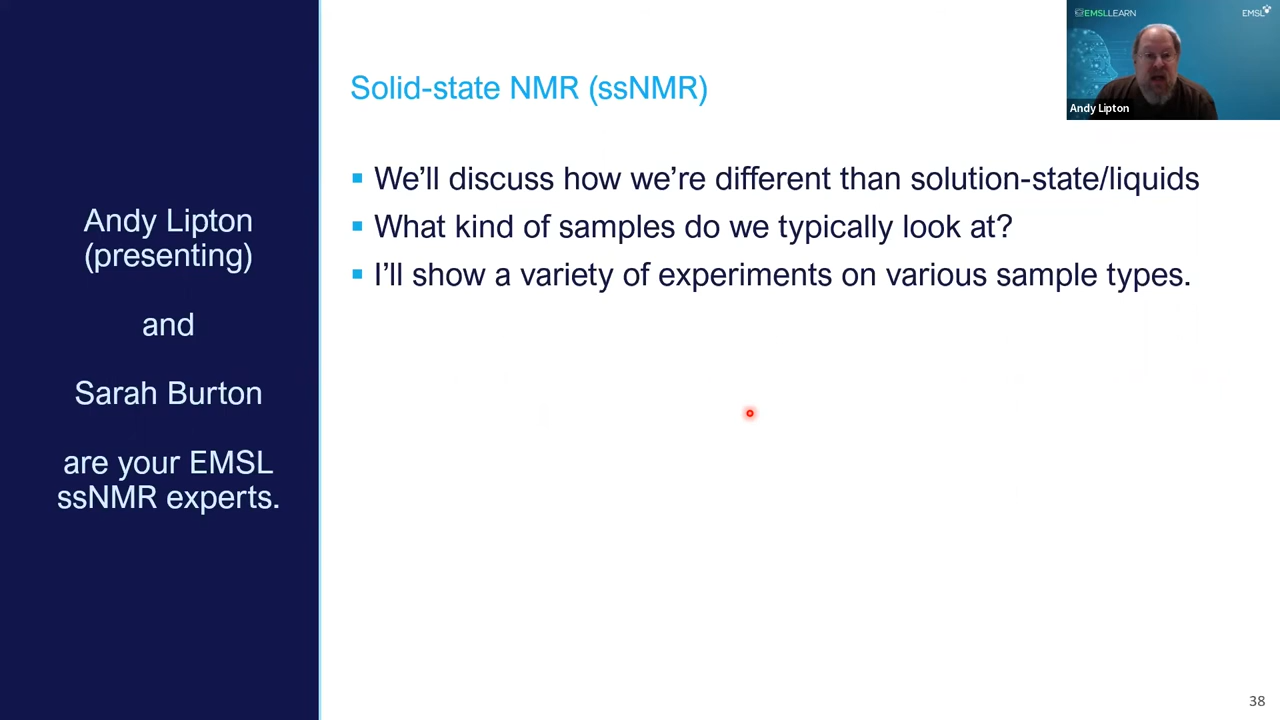 Andy Lipton
(presenting)
and
Sarah Burton
are your EMSL
ssNMR experts.
Solid-state NMR (ssNMR)
▪ We’ll discuss how we’re different than solution-state/liquids
▪ What kind of samples do we typically look at?
▪ I’ll show a variety of experiments on various sample types.
EMSLLEARN
EMSL
Andy Lipton
38